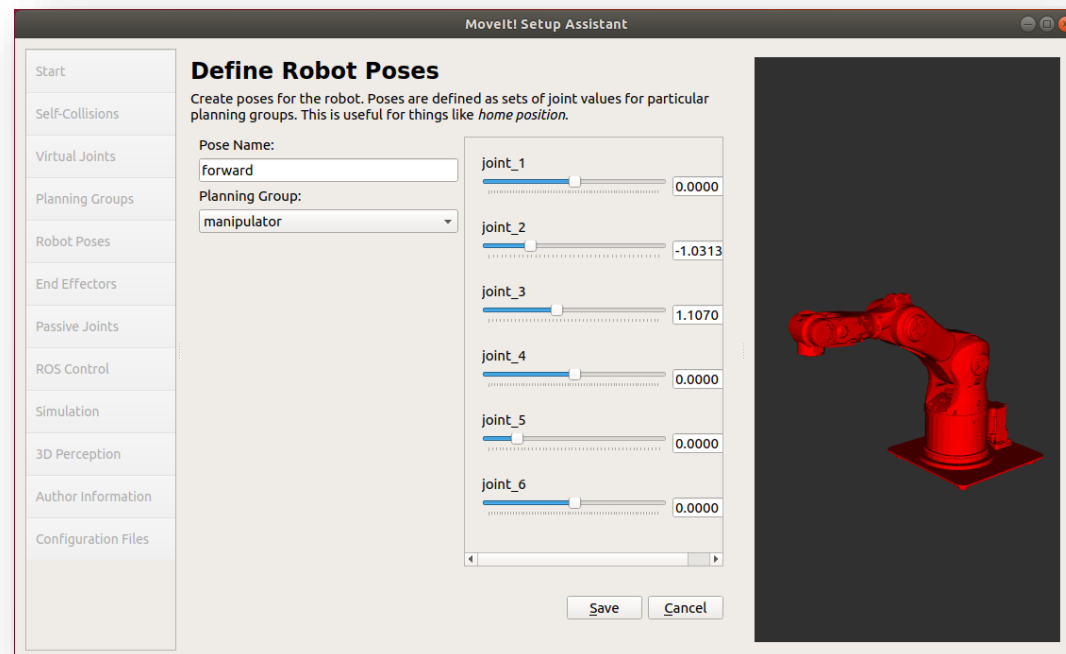 MoveIt! Setup Assistant
Start
Self-Collisions
Virtual Joints
Planning Groups
Robot Poses
End Effectors
Passive Joints
ROS Control
Simulation
3D Perception
Author Information
Configuration Files
Define Robot Poses
Create poses for the robot. Poses are defined as sets of joint values for particular
planning groups. This is useful for things like home position.
Pose Name:
forward
Planning Group:
manipulator
joint_1
0.0000
joint_2
-1.0313
joint_3
1.1070
joint_4
0.0000
joint_5
0.0000
joint_6
0.0000
Save
Cancel